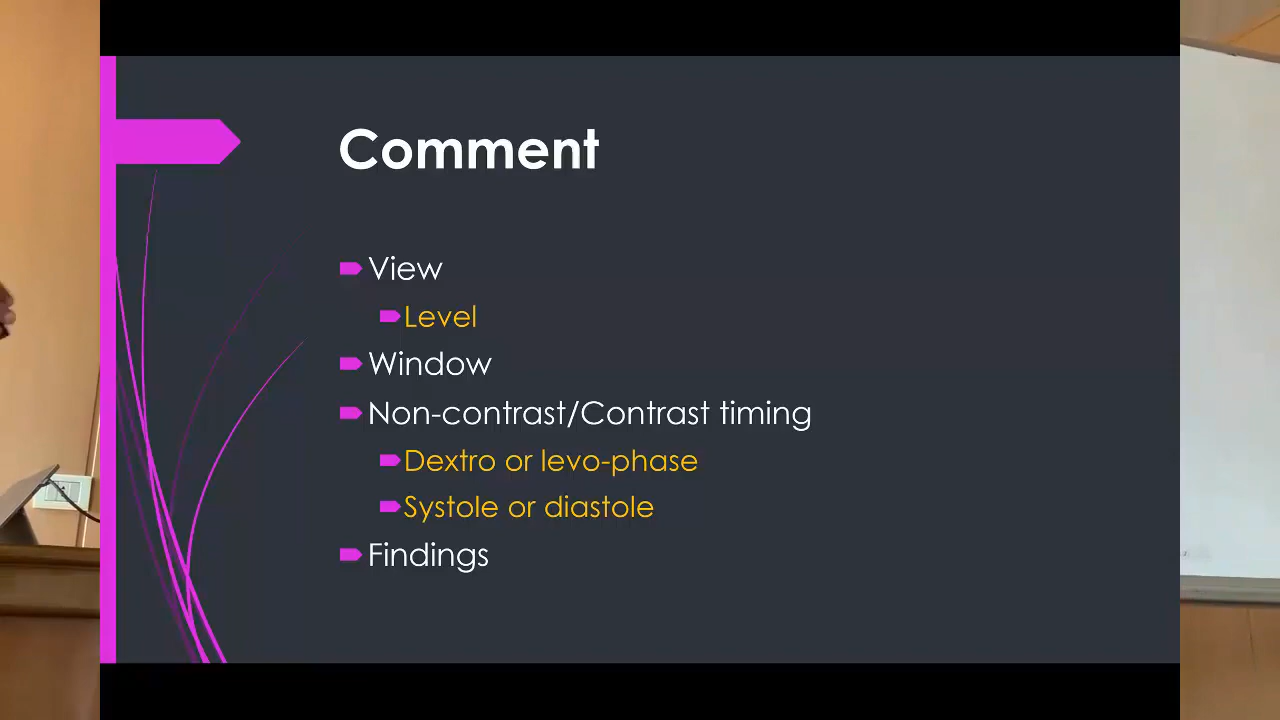 Comment
View
Level
Window
Non-contrast/Contrast timing
Dextro or levo-phase
Systole or diastole
Findings